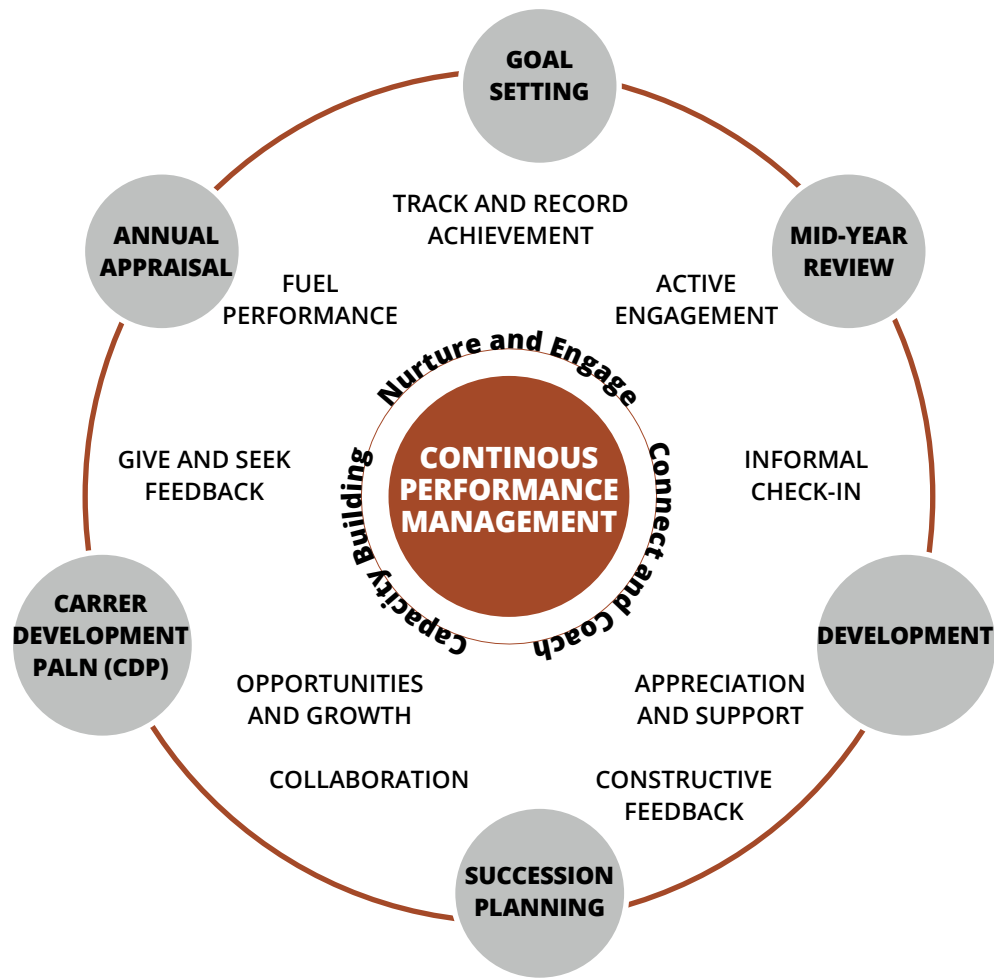 GOAL
SETTING
TRACK AND RECORD
ACHIEVEMENT
ANNUAL
APPRAISAL
MID-YEAR
REVIEW
FUEL
PERFORMANCE
ACTIVE
ENGAGEMENT
Nurture and Engage
GIVE AND SEEK
FEEDBACK
Capacity Building
CONTINOUS
PERFORMANCE
MANAGEMENT
Connect and Coach
INFORMAL
CHECK-IN
CARRER
DEVELOPMENT
PALN (CDP)
DEVELOPMENT
OPPORTUNITIES
AND GROWTH
APPRECIATION
AND SUPPORT
COLLABORATION
CONSTRUCTIVE
FEEDBACK
SUCCESSION
PLANNING